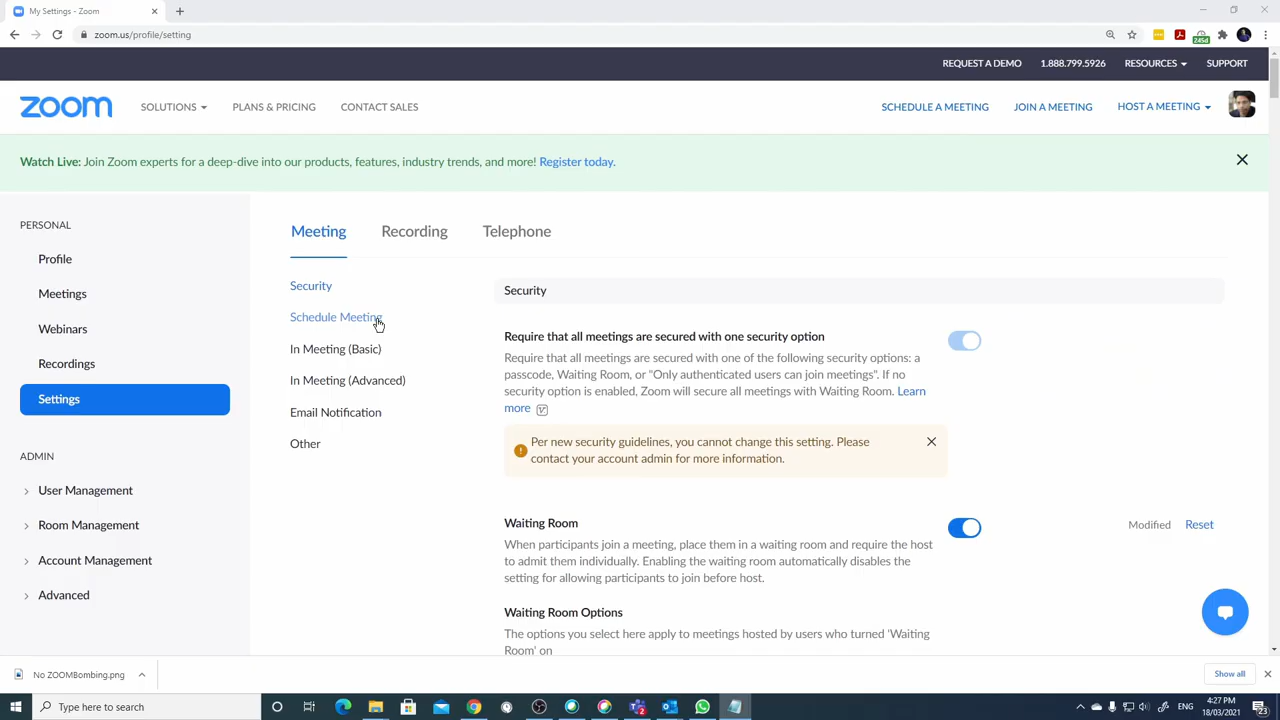 My Settings - Zoom
zoom.us/profile/setting
245d
REQUEST A DEMO
1.888.799.5926
RESOURCES
SUPPORT
zoom
SOLUTIONS
PLANS & PRICING
CONTACT SALES
SCHEDULE A MEETING
JOIN A MEETING
HOST A MEETING
Watch Live: Join Zoom experts for a deep-dive into our products, features, industry trends, and more! Register today.
PERSONAL
Profile
Meetings
Webinars
Recordings
Settings
ADMIN
User Management
Room Management
Account Management
Advanced
Meeting
Recording
Telephone
Security
Schedule Meeting
In Meeting (Basic)
In Meeting (Advanced)
Email Notification
Other
Security
Require that all meetings are secured with one security option
Require that all meetings are secured with one of the following security options: a
passcode, Waiting Room, or "Only authenticated users can join meetings". If no
security option is enabled, Zoom will secure all meetings with Waiting Room. Learn
more
Per new security guidelines, you cannot change this setting. Please
contact your account admin for more information.
Waiting Room
Modified
Reset
When participants join a meeting, place them in a waiting room and require the host
to admit them individually. Enabling the waiting room automatically disables the
setting for allowing participants to join before host.
Waiting Room Options
The options you select here apply to meetings hosted by users who turned 'Waiting
Room' on
No ZOOMBombing.png
Show all
Type here to search
ENG
4:27 PM
18/03/2021
23